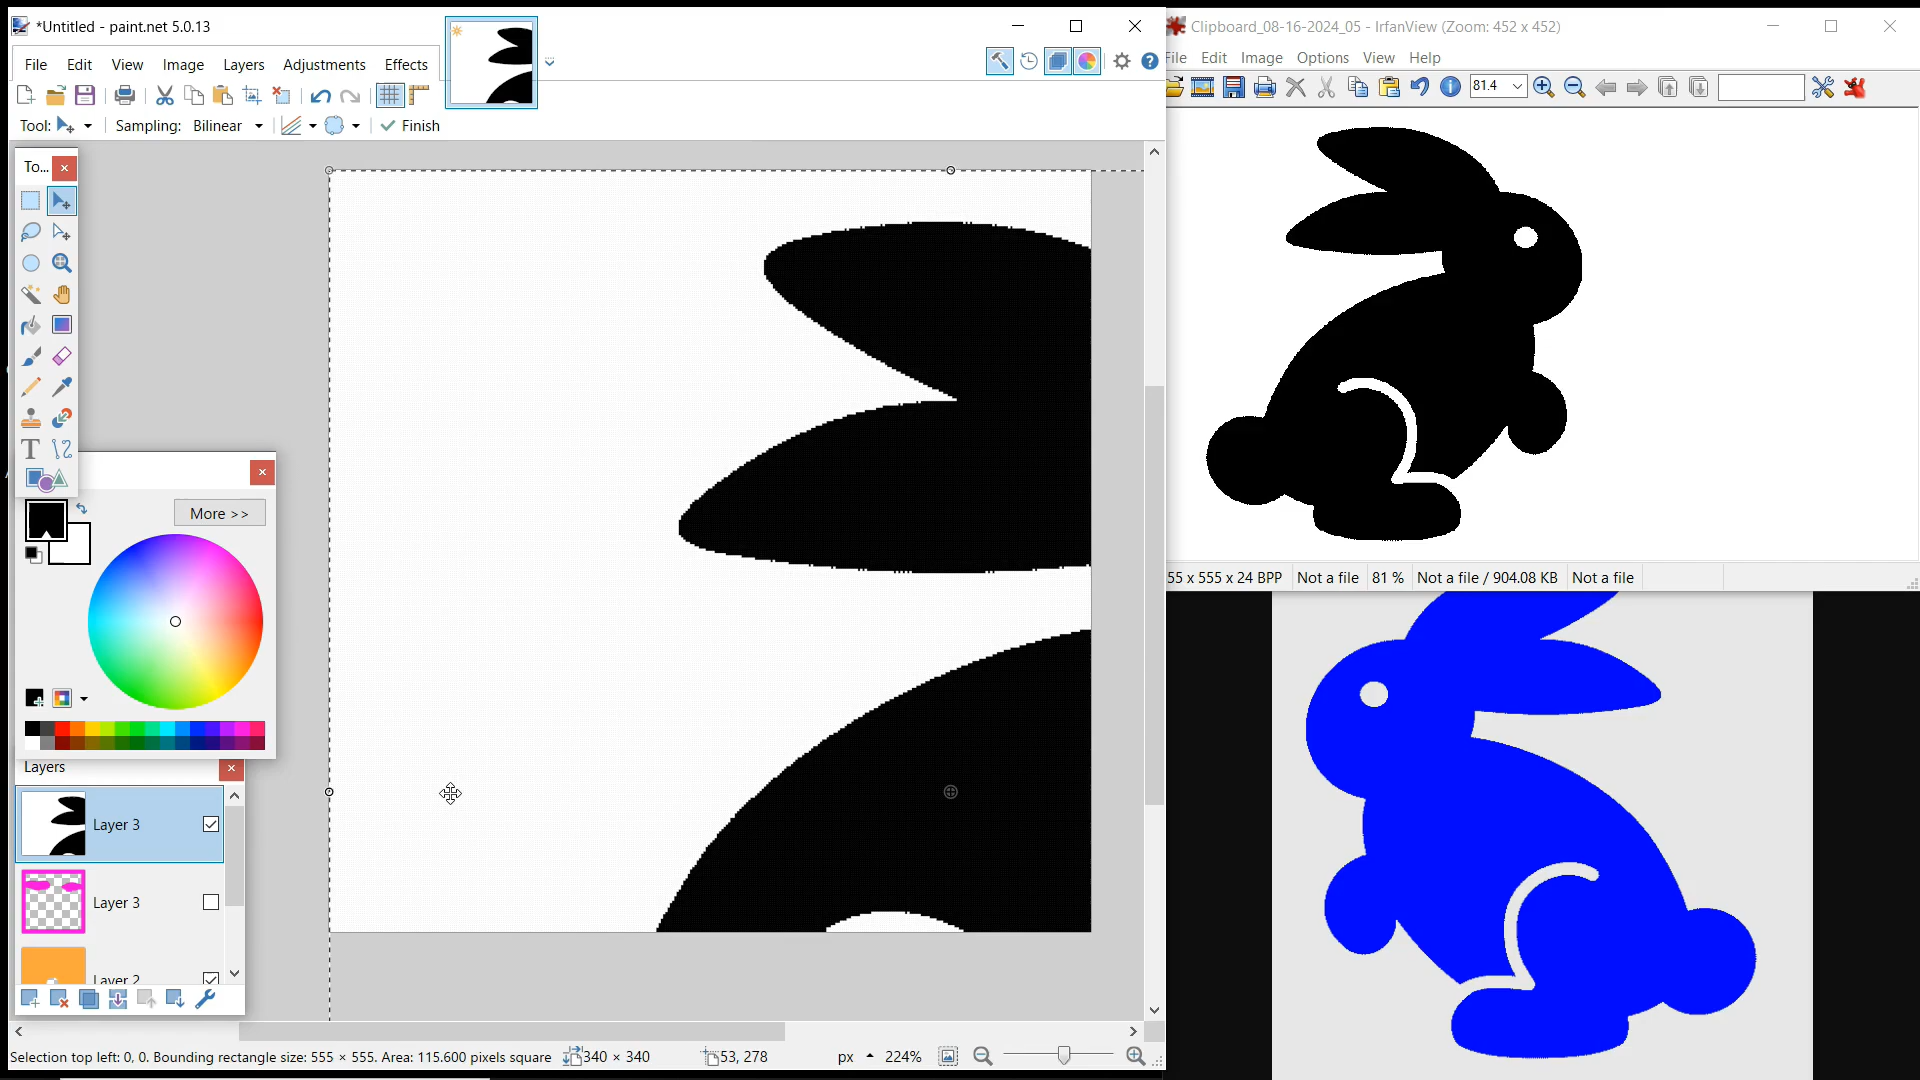 *Untitled - paint.net 5.0.13
File Edit View Image Layers Adjustments Effects
Tool: Sampling: Bilinear Finish
To...
More >>
Layers
Layer 3
Layer 3
Layer 2
Selection top left: 0, 0. Bounding rectangle size: 555 × 555. Area: 115.600 pixels square 340 × 340 53, 278 px 224%
Clipboard_08-16-2024_05 - IrfanView (Zoom: 452 x 452)
File Edit Image Options View Help
81.4
55 x 555 x 24 BPP Not a file 81 % Not a file / 904.08 KB Not a file